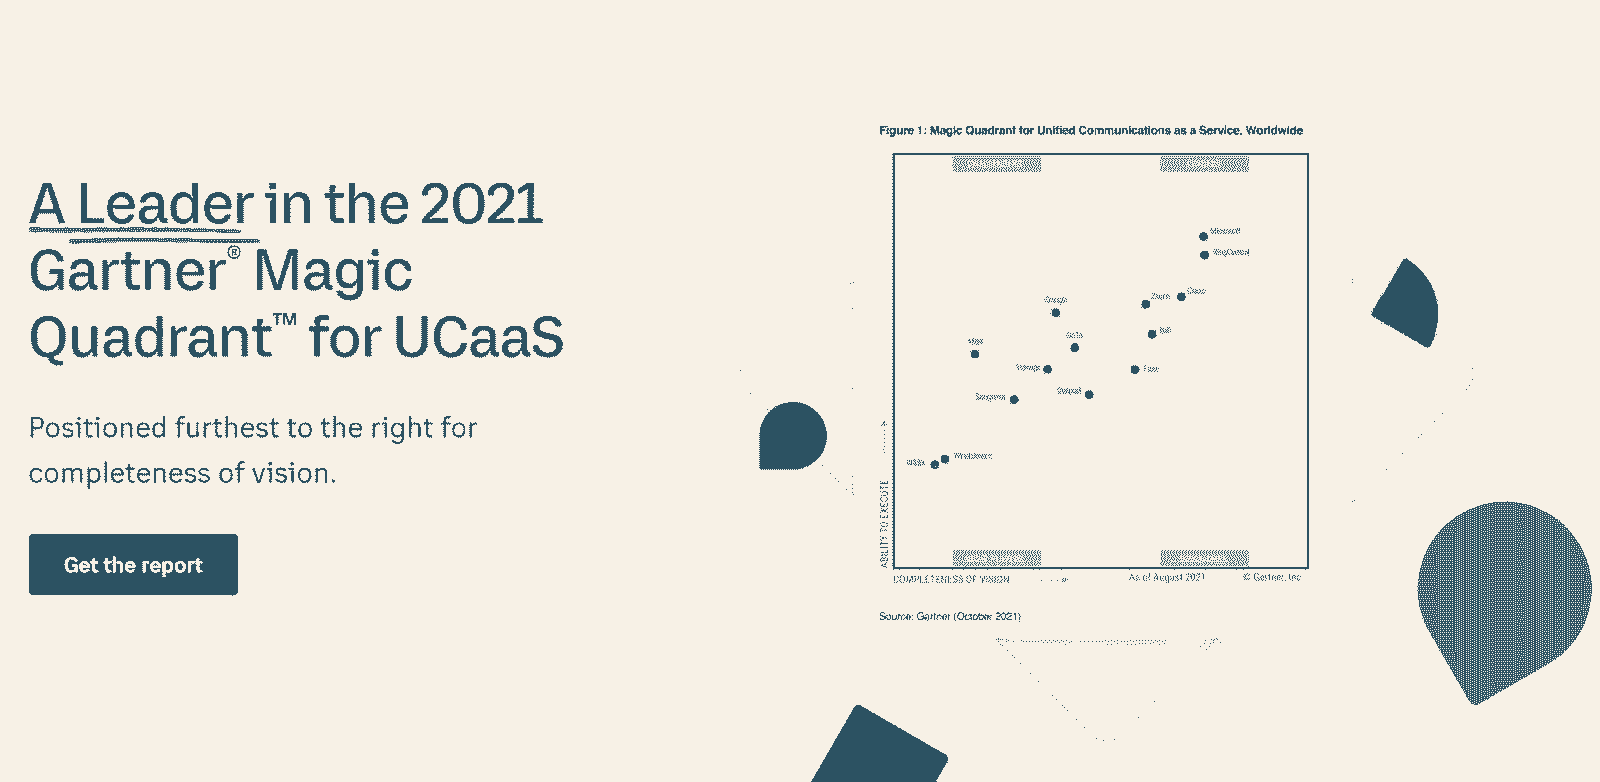 A Leader in the 2021
Gartner® Magic
Quadrant™ for UCaaS
Positioned furthest to the right for
completeness of vision.
Get the report
Figure 1: Magic Quadrant for Unified Communications as a Service, Worldwide
Microsoft
RingCentral
Cisco
Zoom
Google
8x8
GoTo
Mitel
Vonage
Fuze
Dialpad
Sangoma
Windstream
ABILITY TO EXECUTE
COMPLETENESS OF VISION
As of August 2021
© Gartner, Inc
Source: Gartner (October 2021)